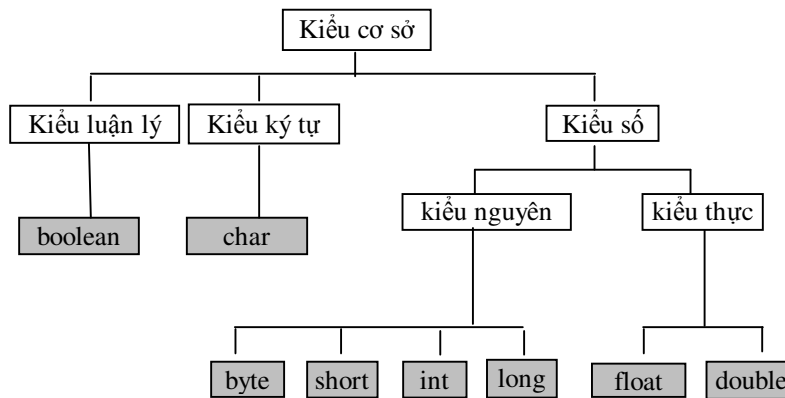 Kiểu cơ sở
Kiểu luận lý
Kiểu ký tự
Kiểu số
kiểu nguyên
kiểu thực
boolean
char
byte
short
int
long
float
double